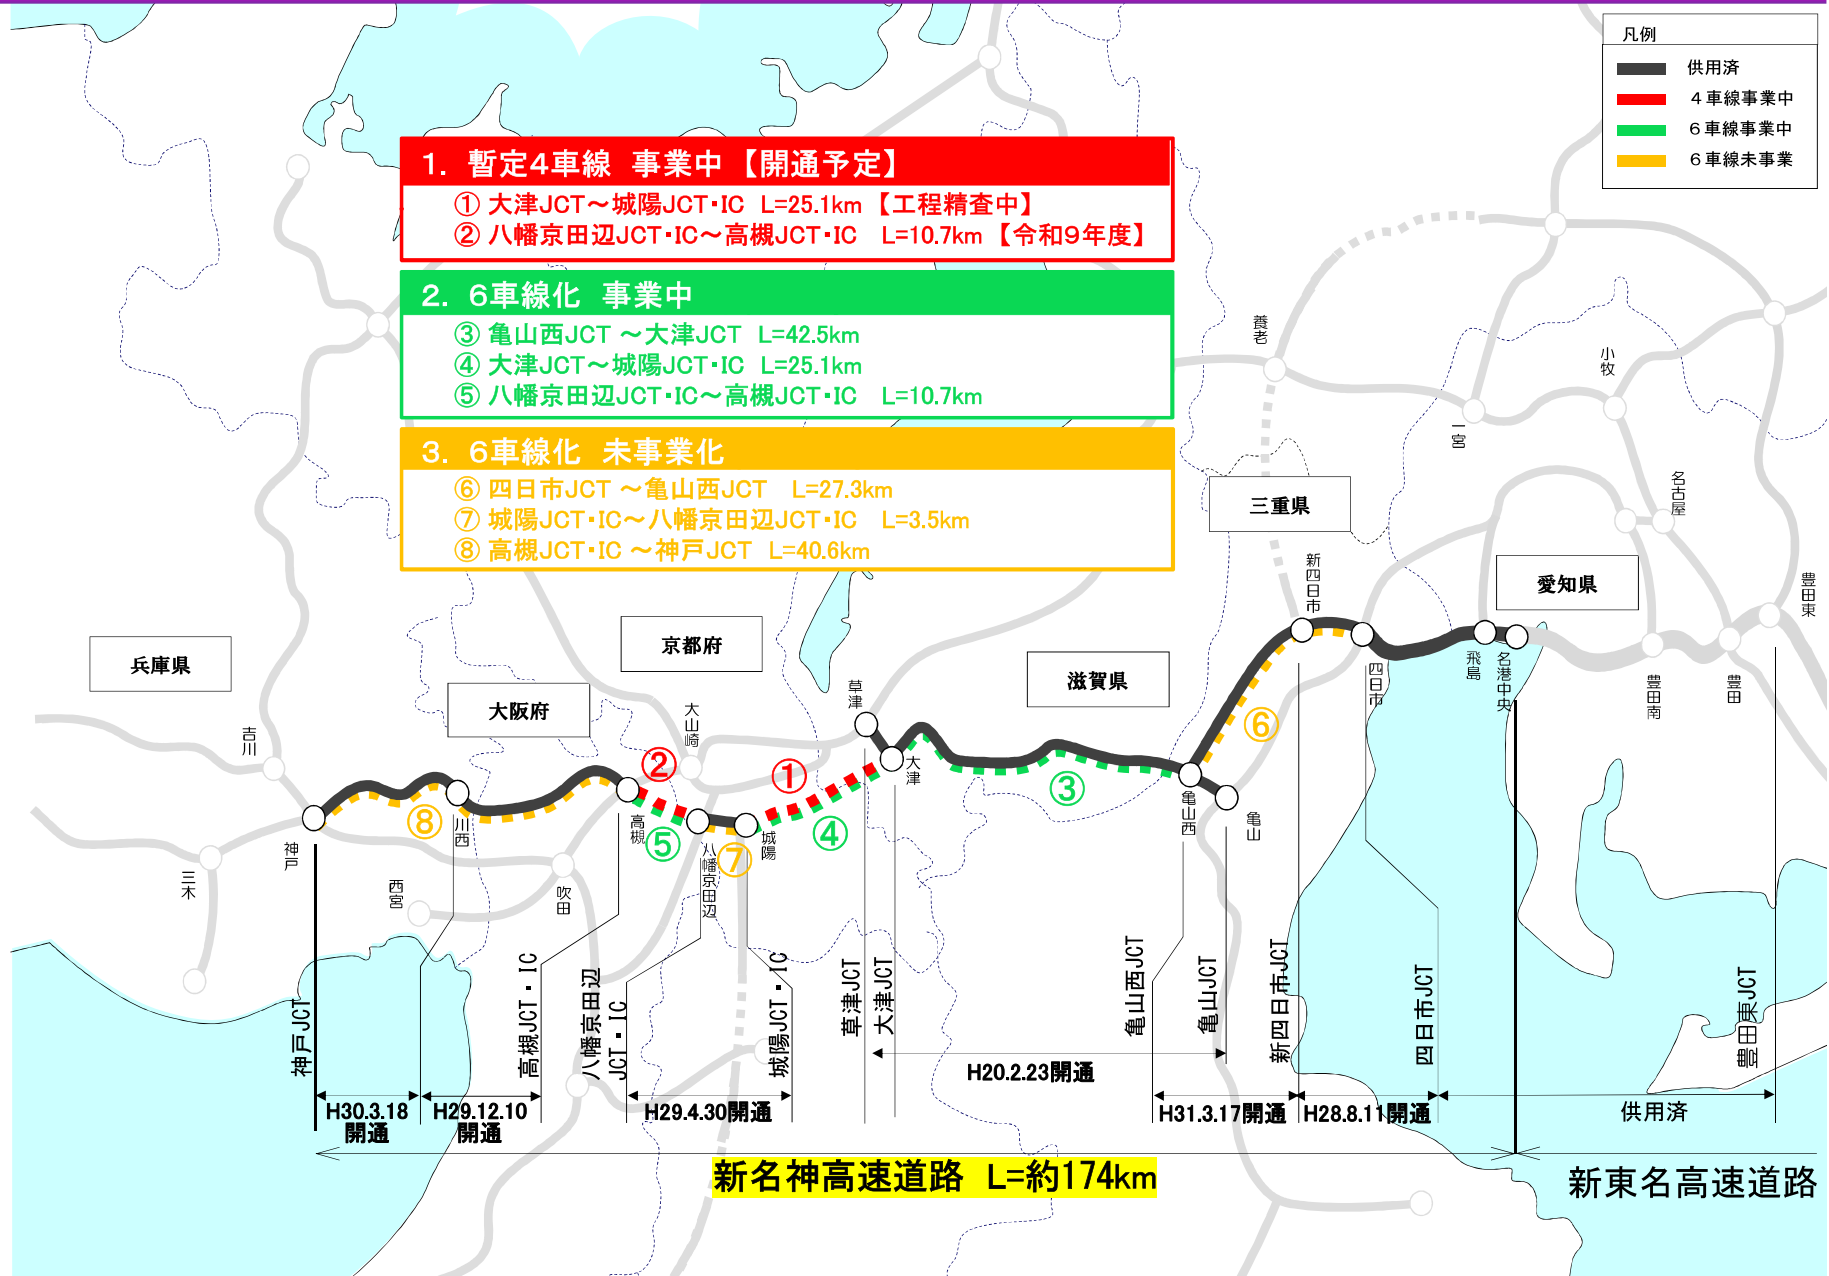 凡例
供用済
４車線事業中
６車線事業中
６車線未事業
1．暫定4車線 事業中【開通予定】
① 大津JCT～城陽JCT・IC L=25.1km【工程精査中】
② 八幡京田辺JCT・IC～高槻JCT・IC L=10.7km【令和9年度】
2．6車線化 事業中
③ 亀山西JCT ～大津JCT L=42.5km
④ 大津JCT～城陽JCT・IC L=25.1km
⑤ 八幡京田辺JCT・IC～高槻JCT・IC L=10.7km
3．6車線化 未事業化
⑥ 四日市JCT ～亀山西JCT L=27.3km
⑦ 城陽JCT・IC～八幡京田辺JCT・IC L=3.5km
⑧ 高槻JCT・IC ～神戸JCT L=40.6km
養老
小牧
一宮
名古屋
三重県
新四日市
愛知県
豊田東
兵庫県
京都府
滋賀県
大阪府
草津
大山崎
吉川
四日市
飛島
名港中央
豊田南
豊田
②
①
大津
③
⑥
亀山西
亀山
⑧
川西
高槻
⑤
八幡京田辺
⑦
城陽
④
神戸
三木
西宮
吹田
神戸JCT
高槻JCT・IC
八幡京田辺
JCT・IC
城陽JCT・IC
草津JCT
大津JCT
亀山西JCT
亀山JCT
新四日市JCT
四日市JCT
豊田東JCT
H20.2.23開通
H30.3.18
開通
H29.12.10
開通
H29.4.30開通
H31.3.17開通
H28.8.11開通
供用済
新名神高速道路 L=約174km
新東名高速道路